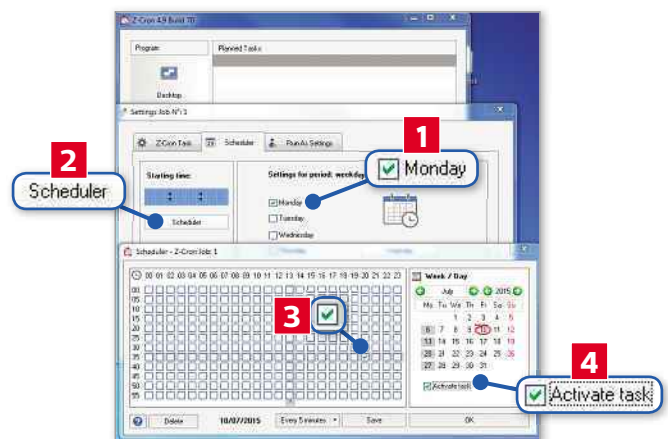 Z-Cron 4.9 Build 70
Program
Planned Tasks
Desktop
Settings Job N°: 1
Z-Cron Task
Scheduler
Run As Settings
1
Monday
2
Scheduler
Starting time:
Settings for period: weekday
Scheduler
Monday
Tuesday
Wednesday
Scheduler - Z-Cron Job: 1
00 01 02 03 04 05 06 07 08 09 10 11 12 13 14 15 16 17 18 19 20 21 22 23
00
05
10
15
20
25
30
35
40
45
50
55
3
Week / Day
July 2015
Mo Tu We Th Fr Sa Su
1 2 3 4 5
6 7 8 9 10 11 12
13 14 15 16 17 18 19
20 21 22 23 24 25 26
27 28 29 30 31
4
Activate task
Activate task
Delete
10/07/2015
Every 5 minutes
Save
OK